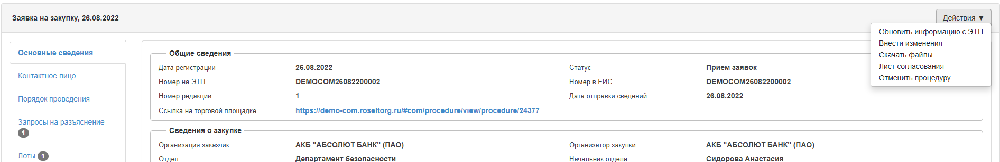 Заявка на закупку, 26.08.2022
Действия ▼
Обновить информацию с ЭТП
Внести изменения
Скачать файлы
Лист согласования
Отменить процедуру
Основные сведения
Контактное лицо
Порядок проведения
Запросы на разъяснение
1
Лоты 1
Общие сведения
Дата регистрации 26.08.2022 Статус Прием заявок
Номер на ЭТП DEMOCOM26082200002 Номер в ЕИС DEMOCOM26082200002
Номер редакции 1 Дата отправки сведений 26.08.2022
Ссылка на торговой площадке https://demo-com.roseltorg.ru/#com/procedure/view/procedure/24377
Сведения о закупке
Организация заказчик АКБ "АБСОЛЮТ БАНК" (ПАО) Организатор закупки АКБ "АБСОЛЮТ БАНК" (ПАО)
Отдел Департамент безопасности Начальник отдела Сидорова Анастасия